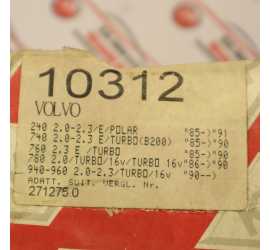 10312
VOLVO
240 2.0-2.3/E/POLAR "85-)"91
740 2.0-2.3 E/TURBO(B200) "85-)"90
760 2.3 E /TURBO "85-)"90
780 2.0/TURBO/16v/TURBO 16v"86-)"90
940-960 2.0-2.3/TURBO/16v "90--)
ADATT. SUIT. VERGL. Nr.
271275.0